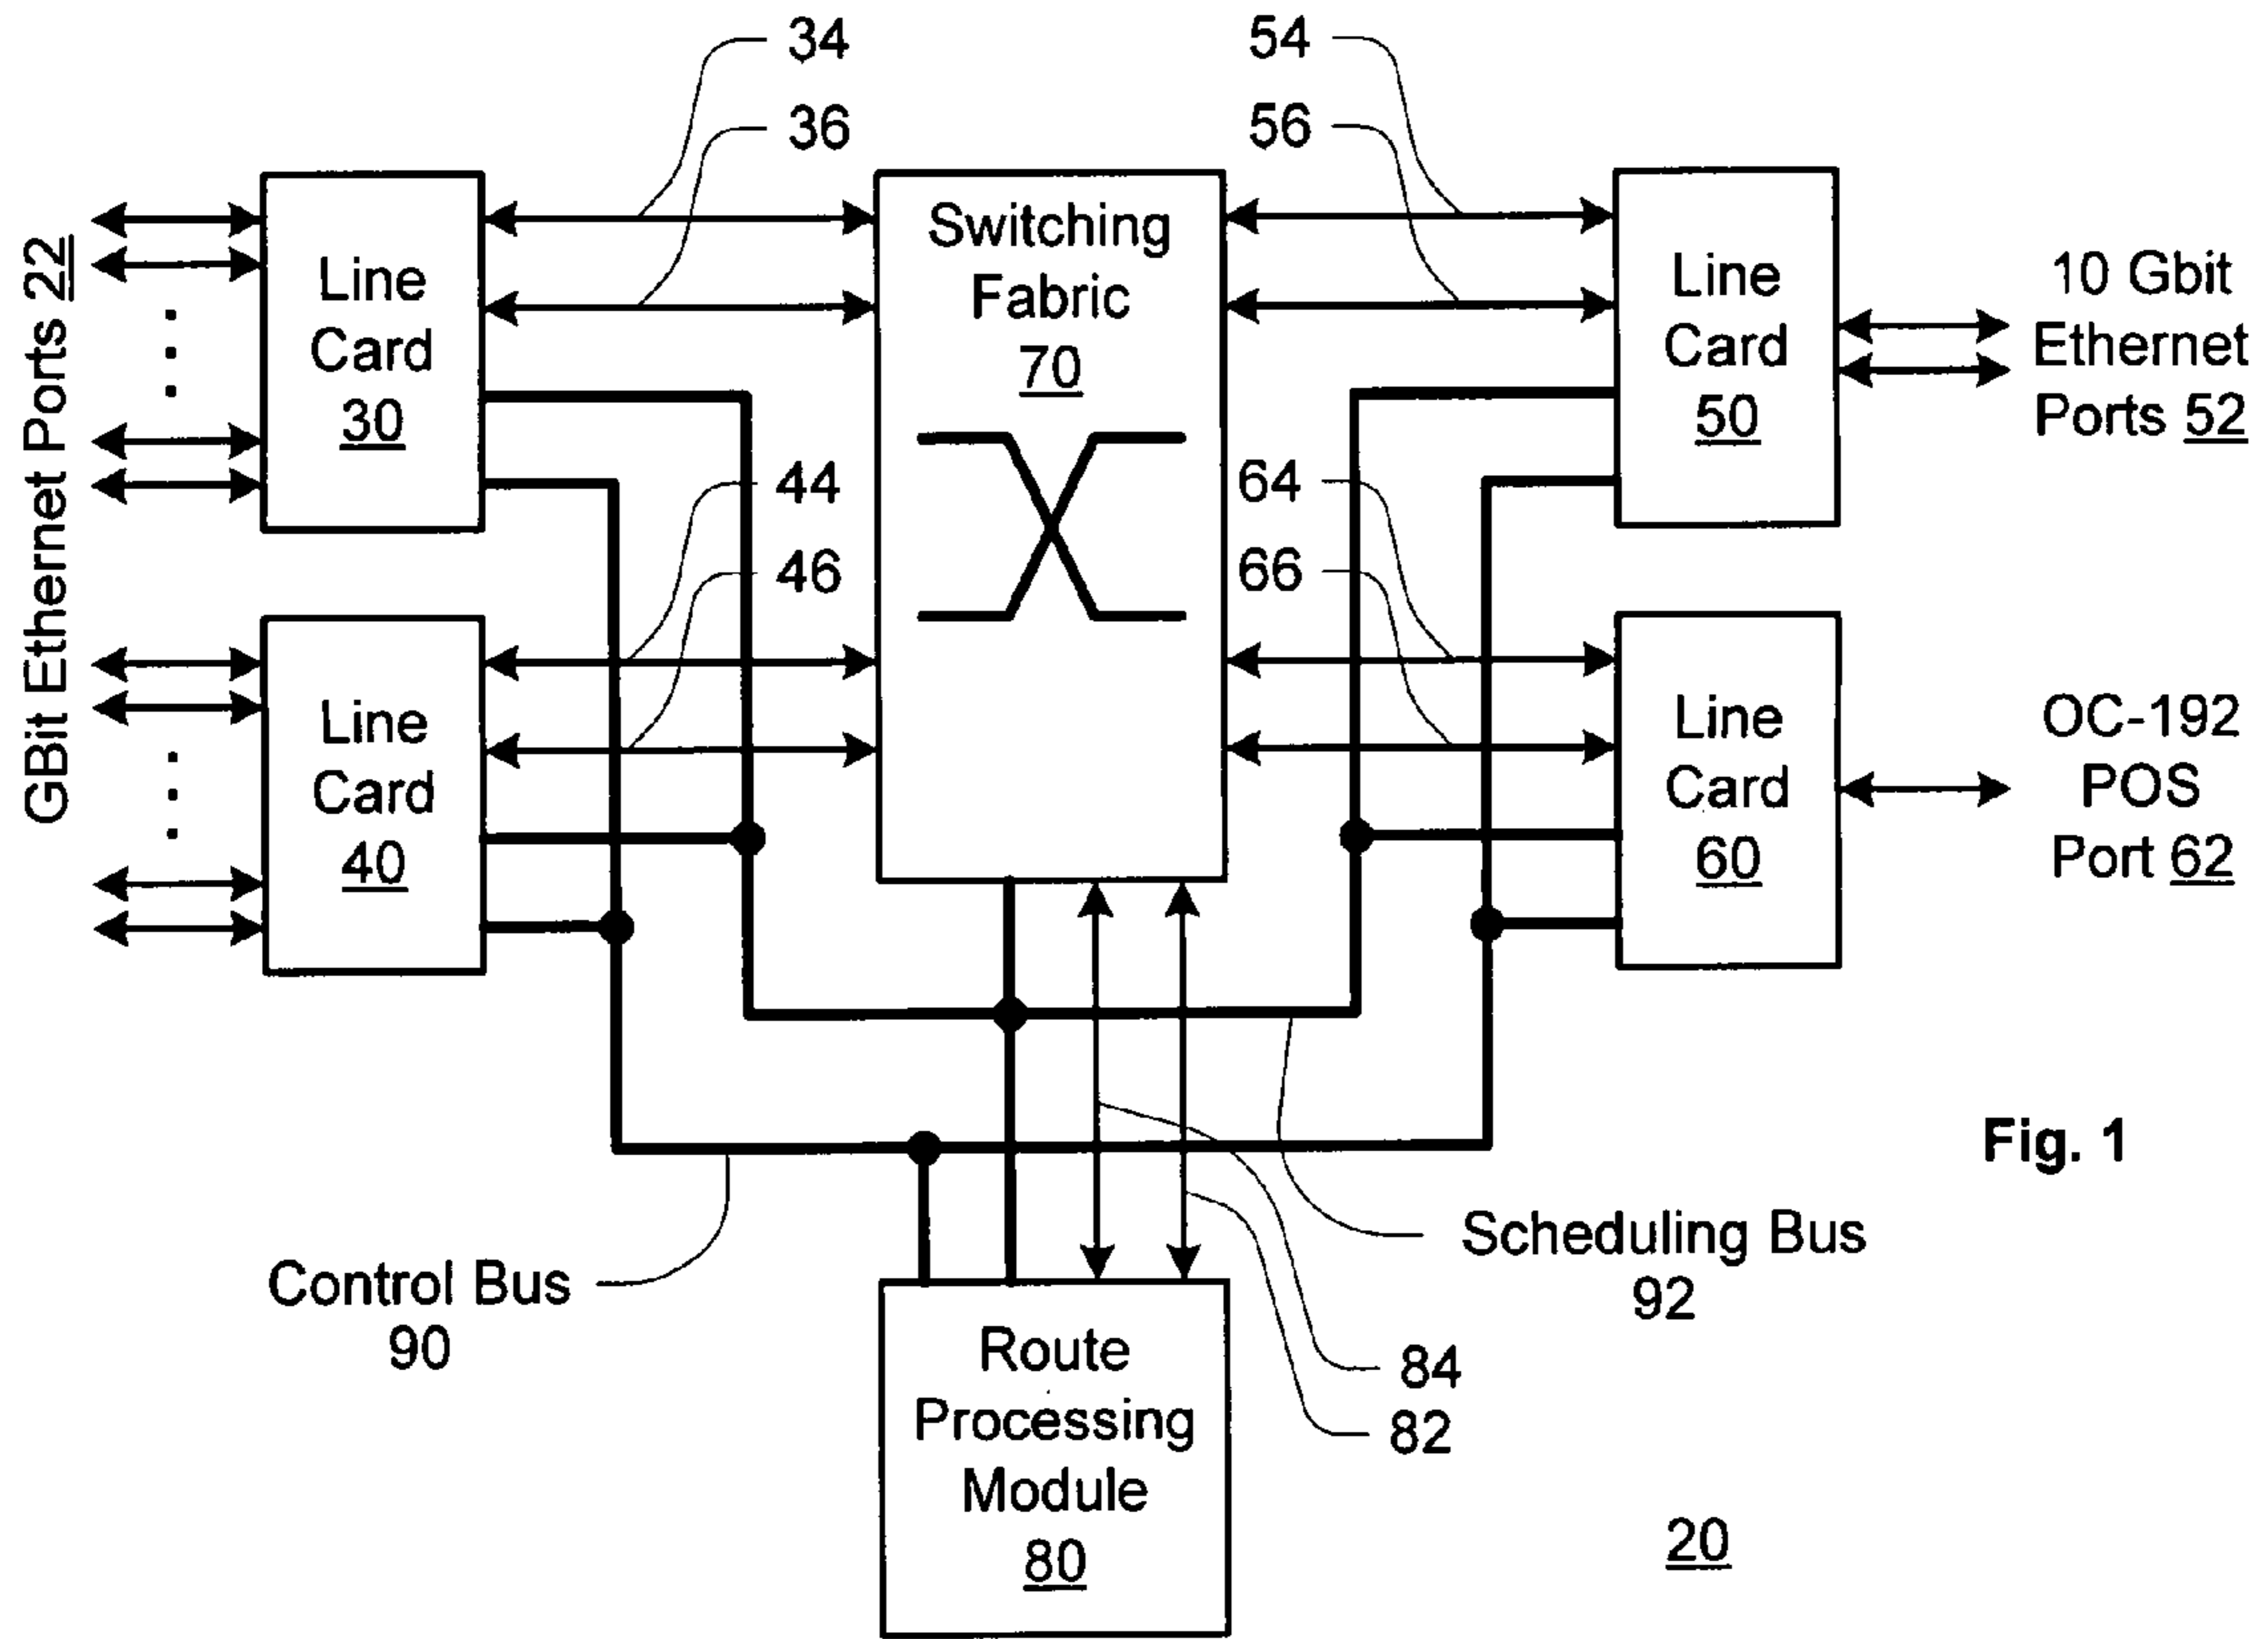 34
36
54
56
GBit Ethernet Ports 22
Line
Card
30
Switching
Fabric
70
Line
Card
50
10 Gbit
Ethernet
Ports 52
44
46
64
66
Line
Card
40
Line
Card
60
OC-192
POS
Port 62
Fig. 1
Control Bus
90
Scheduling Bus
92
Route
Processing
Module
80
84
82
20